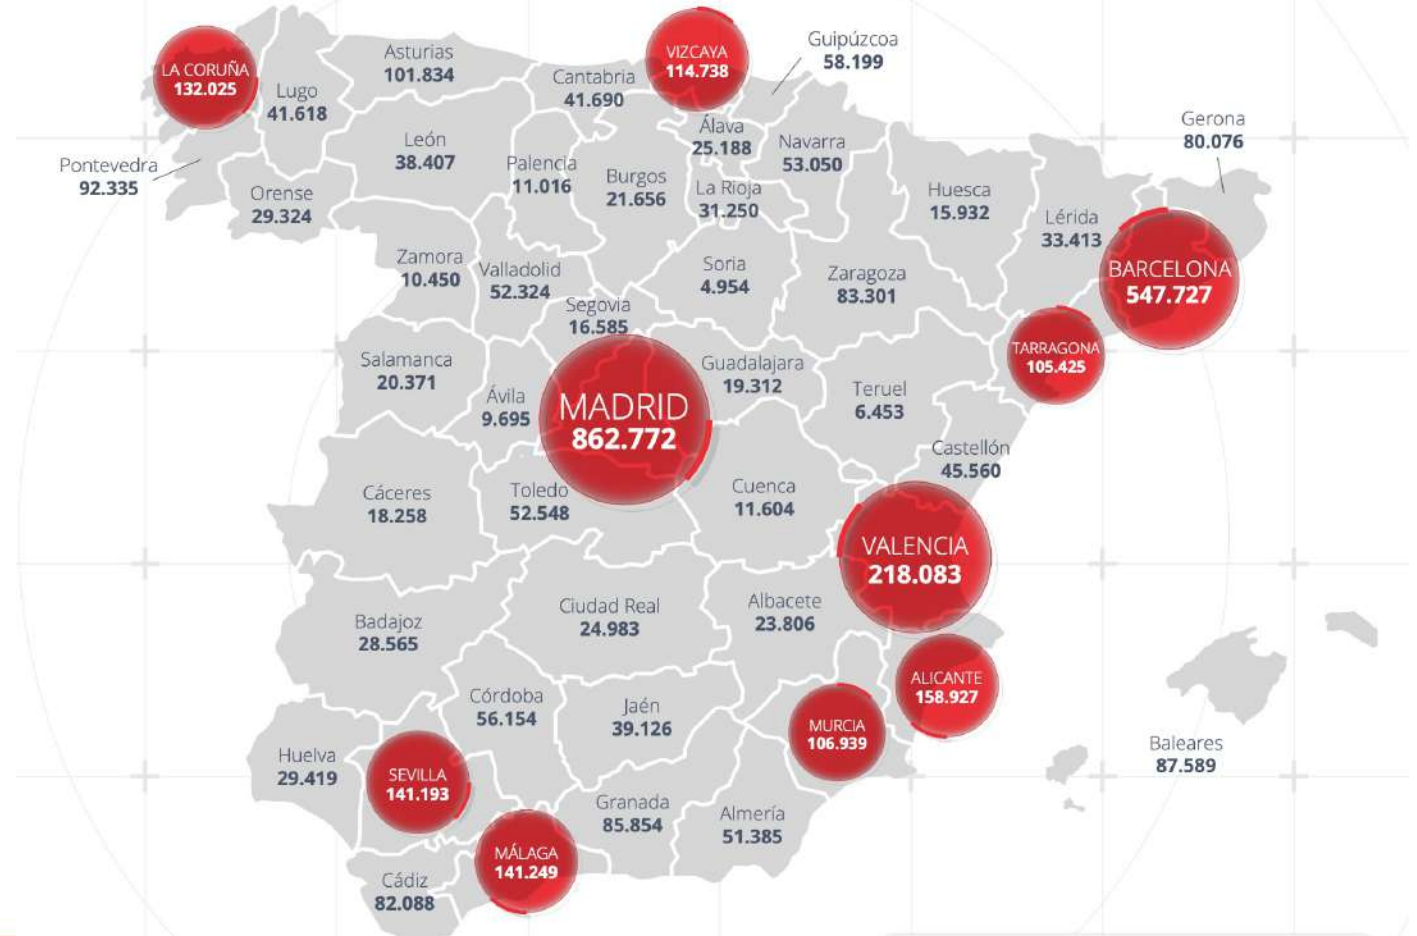 LA CORUÑA
132.025
Lugo
41.618
Asturias
101.834
Cantabria
41.690
VIZCAYA
114.738
Guipúzcoa
58.199
Pontevedra
92.335
Orense
29.324
León
38.407
Palencia
11.016
Burgos
21.656
Álava
25.188
La Rioja
31.250
Navarra
53.050
Huesca
15.932
Lérida
33.413
Gerona
80.076
BARCELONA
547.727
TARRAGONA
105.425
Zamora
10.450
Valladolid
52.324
Segovia
16.585
Soria
4.954
Zaragoza
83.301
Salamanca
20.371
Ávila
9.695
MADRID
862.772
Guadalajara
19.312
Teruel
6.453
Castellón
45.560
Cáceres
18.258
Toledo
52.548
Cuenca
11.604
VALENCIA
218.083
Badajoz
28.565
Ciudad Real
24.983
Albacete
23.806
ALICANTE
158.927
Córdoba
56.154
Jaén
39.126
MURCIA
106.939
Baleares
87.589
Huelva
29.419
SEVILLA
141.193
Granada
85.854
Almería
51.385
MÁLAGA
141.249
Cádiz
82.088